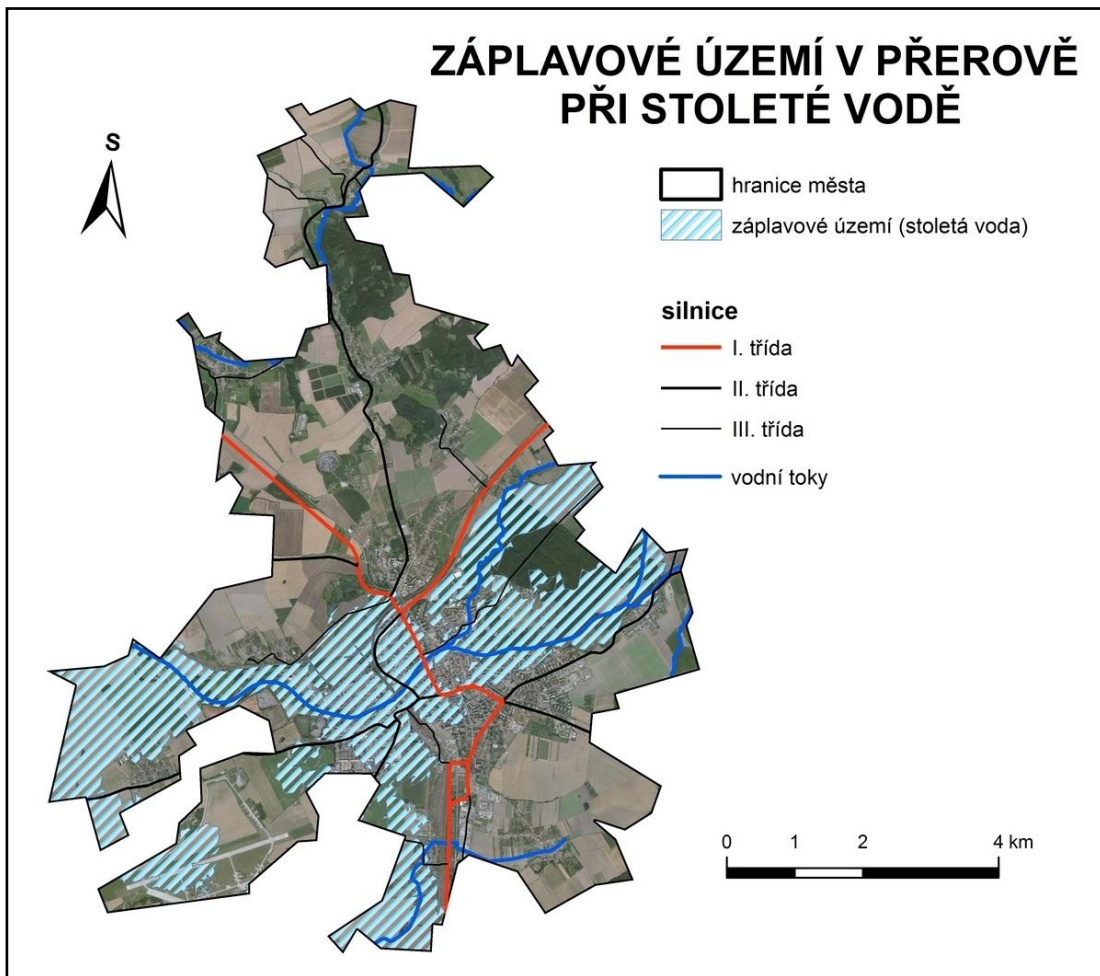 ZÁPLAVOVÉ ÚZEMÍ V PŘEROVĚ
PŘI STOLETÉ VODĚ
S
hranice města
záplavové území (stoletá voda)
silnice
I. třída
II. třída
III. třída
vodní toky
0 1 2 4 km